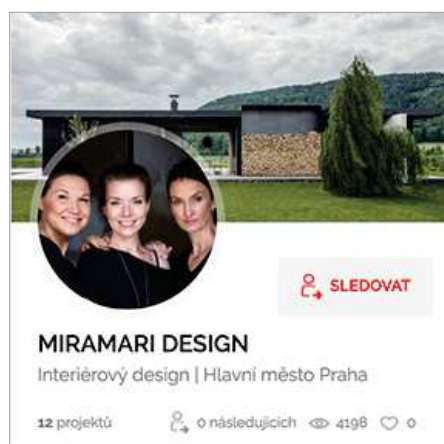 SLEDOVAT
MIRAMARI DESIGN
Interiérový design | Hlavní město Praha
12 projektů 0 následujících 4198 0